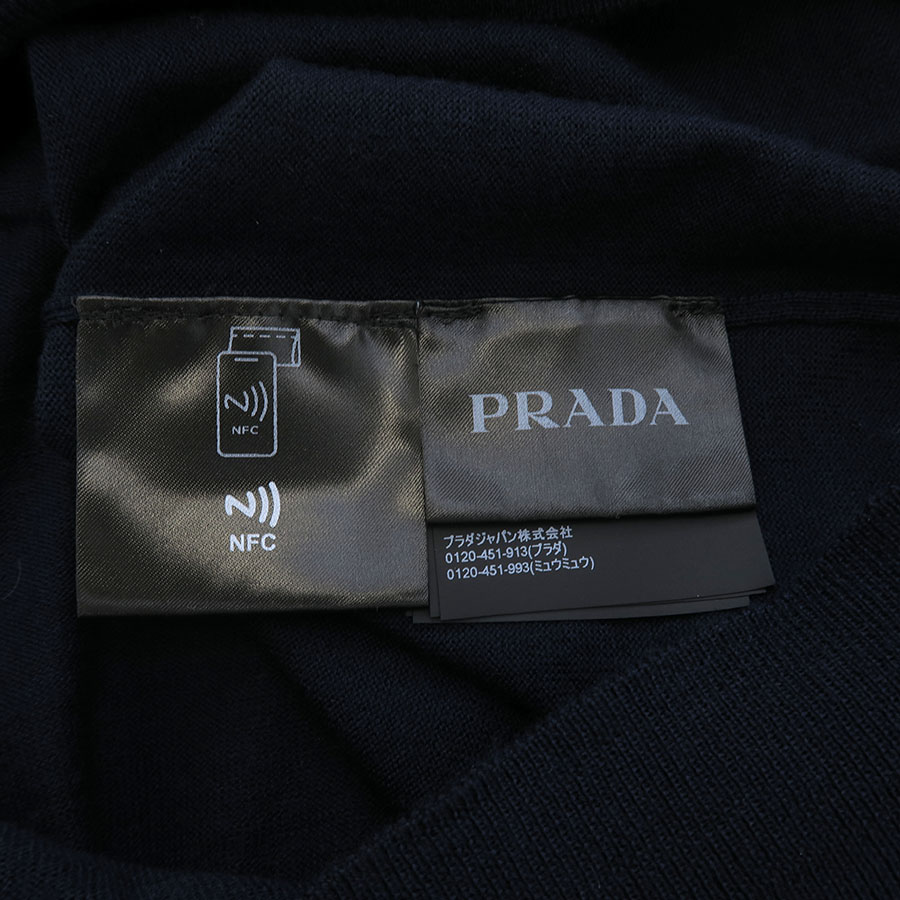 NFC
NFC
PRADA
プラダジャパン株式会社
0120-451-913(プラダ)
0120-451-993(ミュウミュウ)